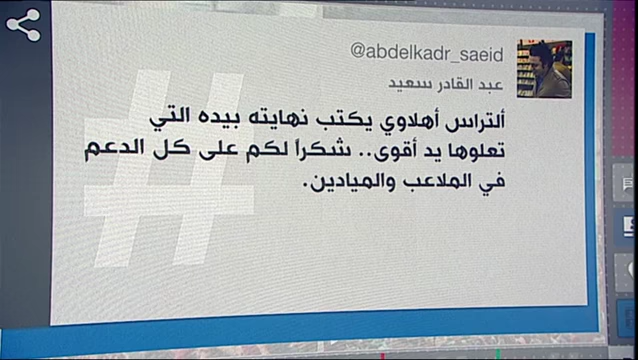 @abdelkadr_saeid
عبد القادر سعيد
ألتراس أهلاوي يكتب نهايته بيده التي
تعلوها يد أقوى.. شكراً لكم على كل الدعم
في الملاعب والميادين.